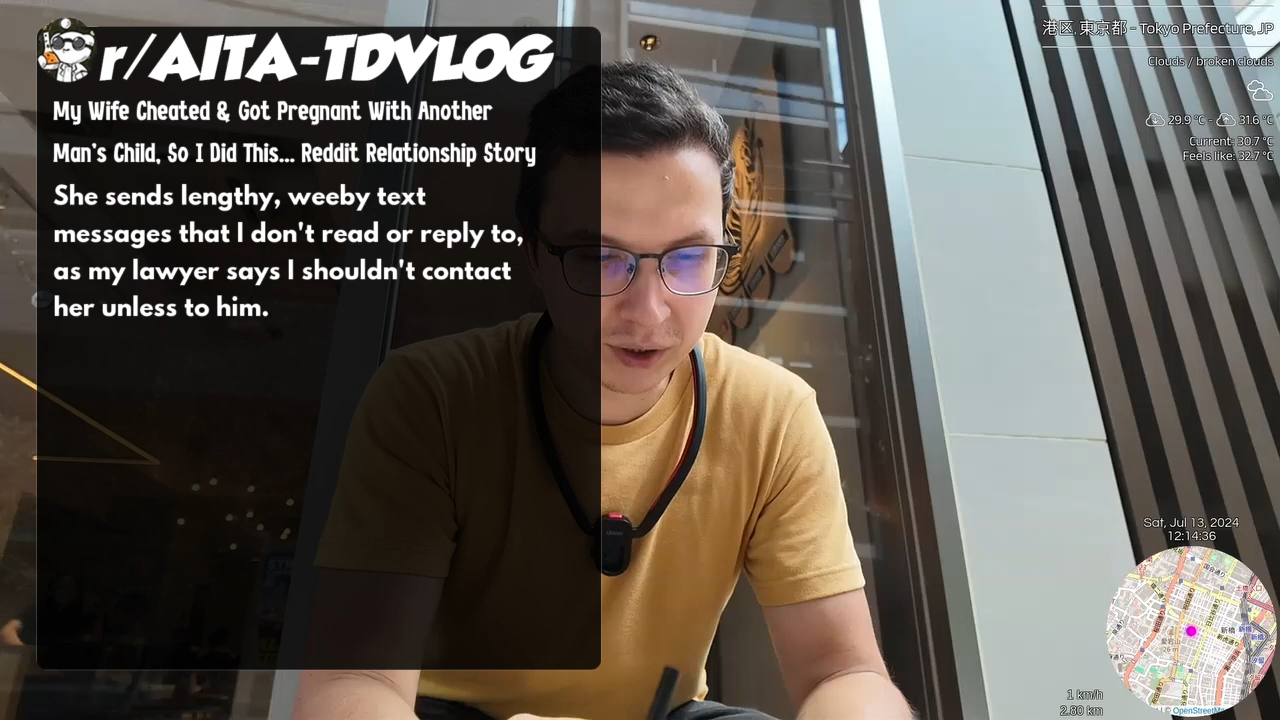 r/AITA-TDVLOG
My Wife Cheated & Got Pregnant With Another
Man's Child, So I Did This... Reddit Relationship Story
She sends lengthy, weeby text
messages that I don't read or reply to,
as my lawyer says I shouldn't contact
her unless to him.
港区, 東京都 - Tokyo Prefecture, JP
Clouds / broken clouds
29.9 °C - 31.6 °C
Current: 30.7 °C
Feels like: 32.7 °C
Sat, Jul 13, 2024
12:14:36
新橋
1 km/h
2.80 km
© OpenStreetMa